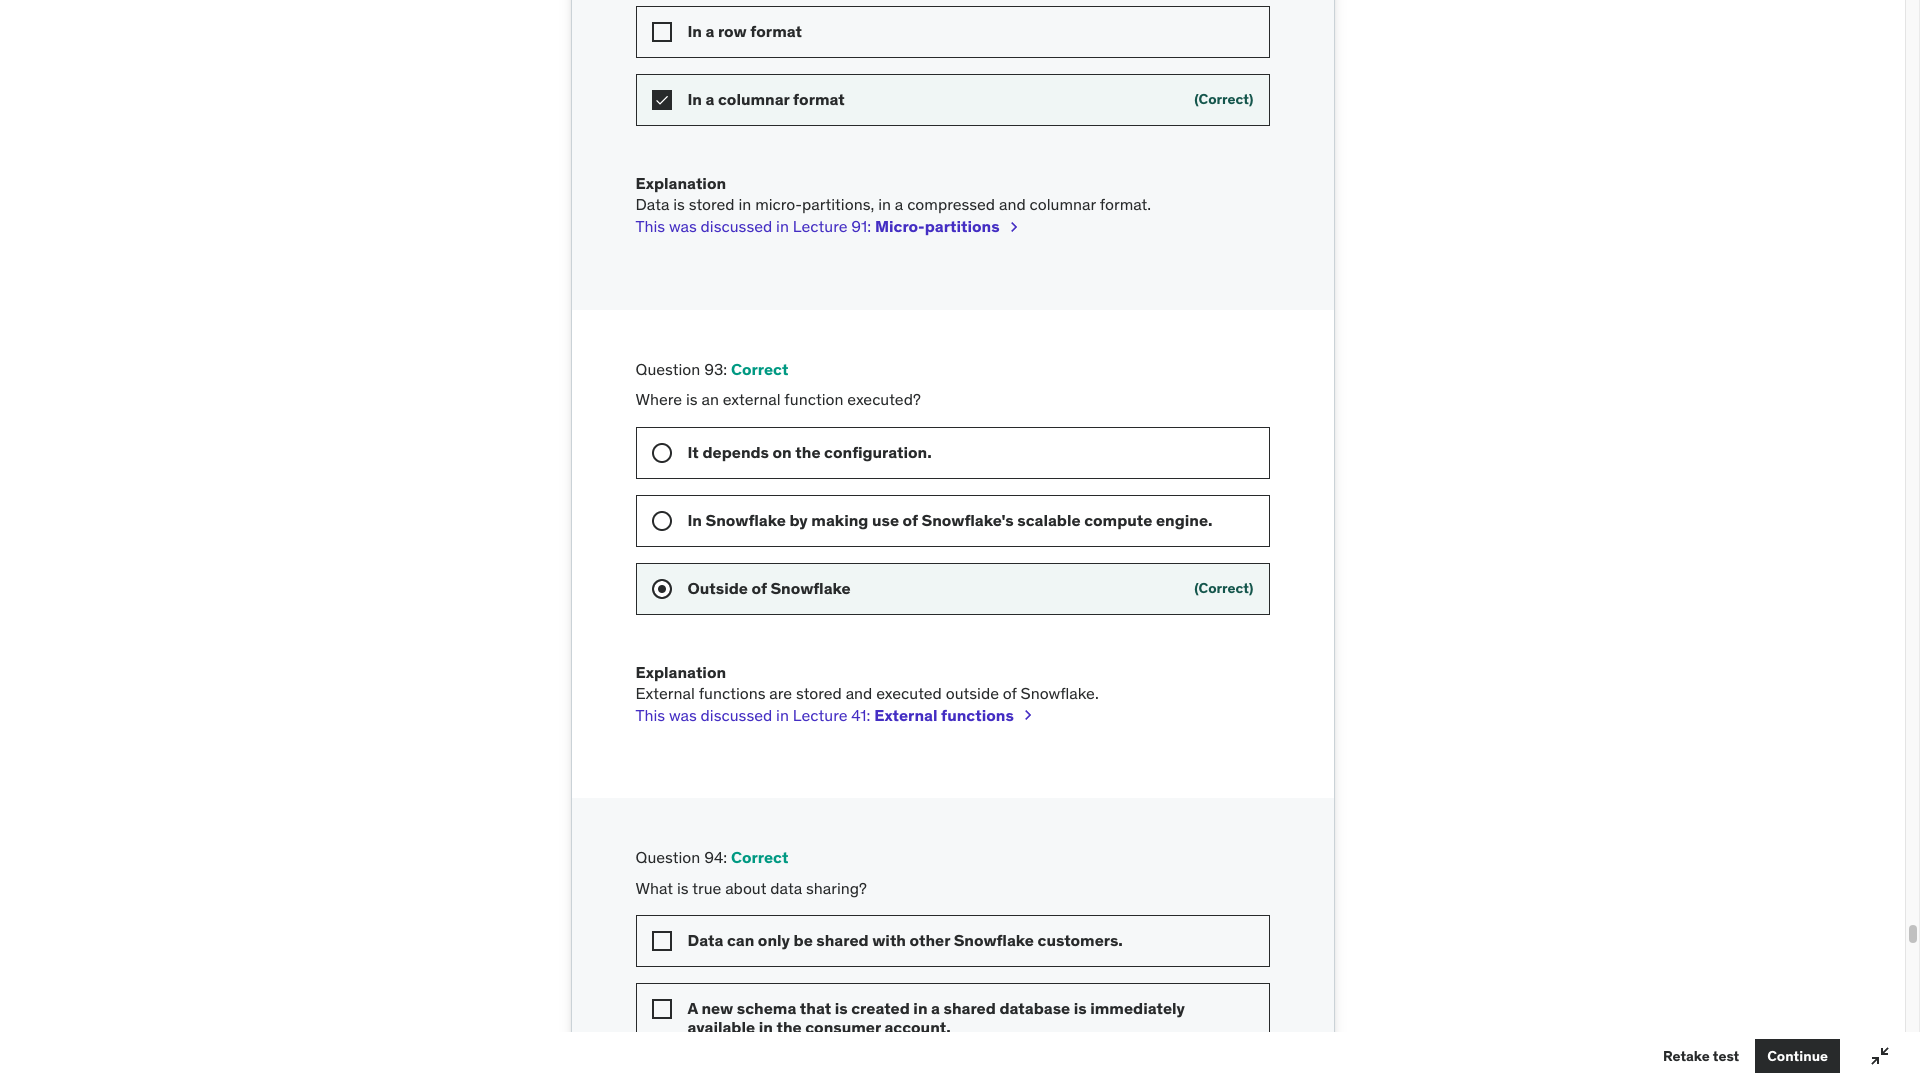 In a row format
In a columnar format (Correct)
Explanation
Data is stored in micro-partitions, in a compressed and columnar format.
This was discussed in Lecture 91: Micro-partitions
Question 93: Correct
Where is an external function executed?
It depends on the configuration.
In Snowflake by making use of Snowflake's scalable compute engine.
Outside of Snowflake (Correct)
Explanation
External functions are stored and executed outside of Snowflake.
This was discussed in Lecture 41: External functions
Question 94: Correct
What is true about data sharing?
Data can only be shared with other Snowflake customers.
A new schema that is created in a shared database is immediately
available in the consumer account.
Retake test
Continue